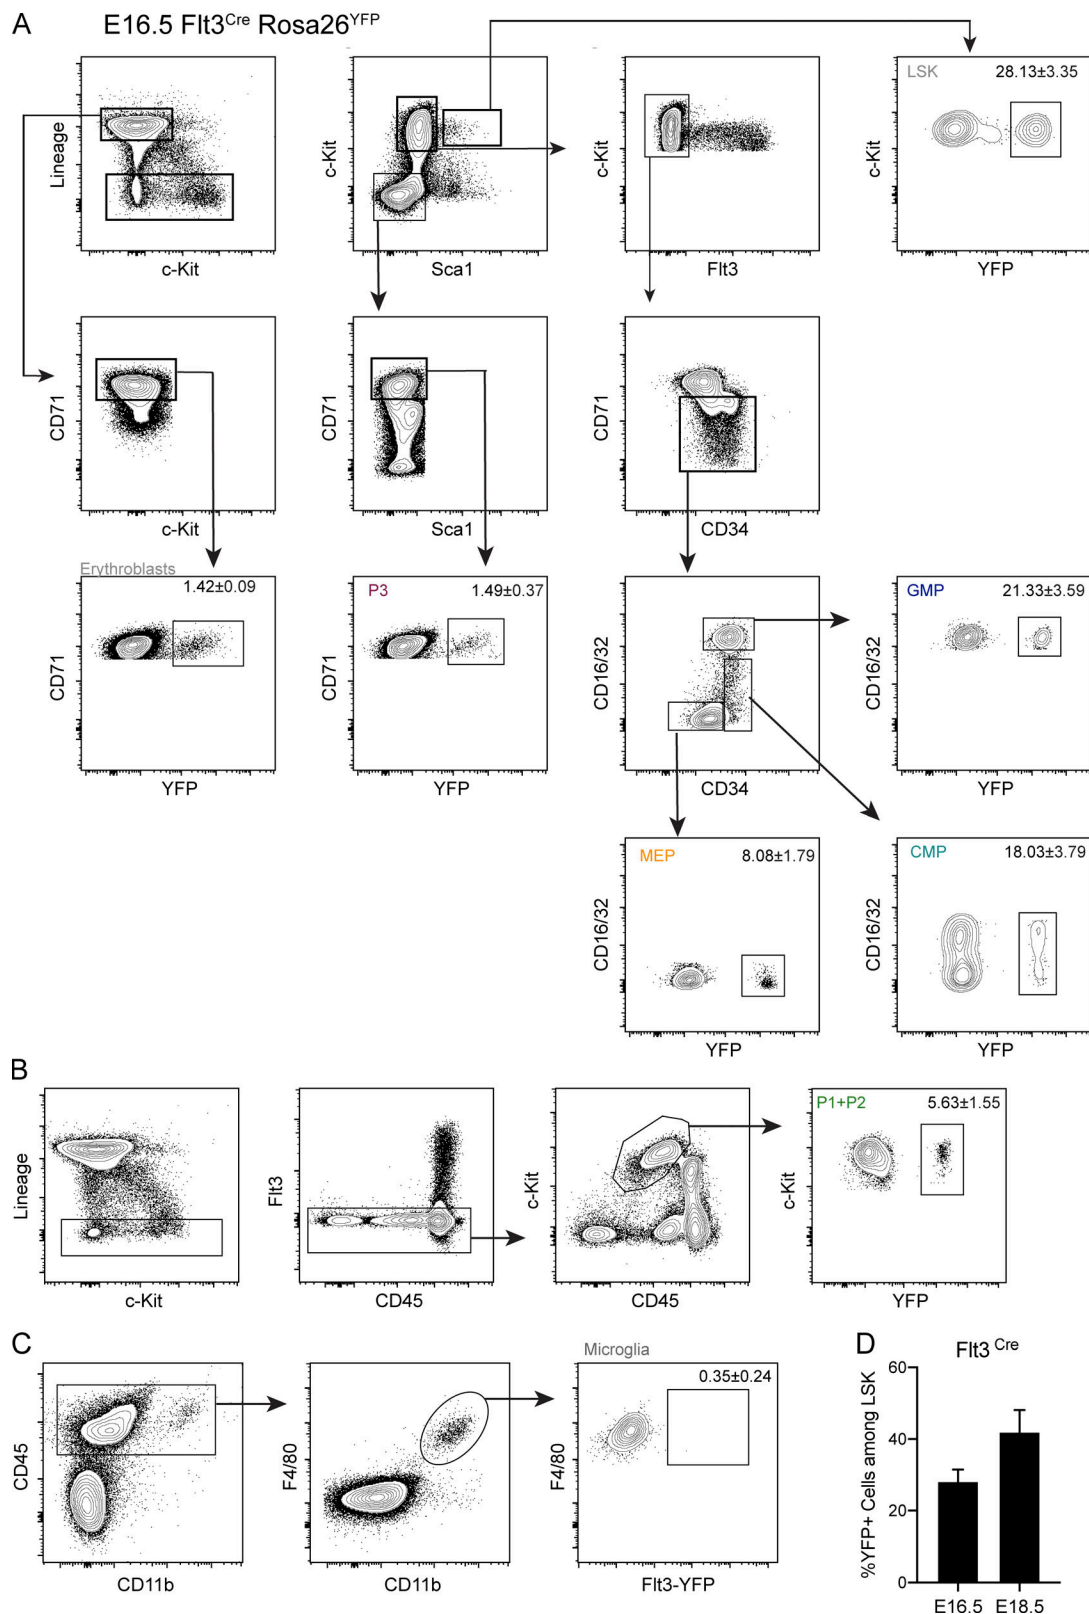 A
E16.5 Flt3Cre Rosa26YFP
Lineage
c-Kit
c-Kit
Sca1
c-Kit
Flt3
LSK 28.13±3.35
c-Kit
YFP
CD71
c-Kit
CD71
Sca1
CD71
CD34
Erythroblasts
1.42±0.09
CD71
YFP
P3 1.49±0.37
CD71
YFP
CD16/32
CD34
GMP 21.33±3.59
CD16/32
YFP
MEP 8.08±1.79
CD16/32
YFP
CMP 18.03±3.79
CD16/32
YFP
B
Lineage
c-Kit
Flt3
CD45
c-Kit
CD45
P1+P2 5.63±1.55
c-Kit
YFP
C
CD45
CD11b
F4/80
CD11b
Microglia
0.35±0.24
F4/80
Flt3-YFP
D
Flt3 Cre
%YFP+ Cells among LSK
60
40
20
0
E16.5 E18.5